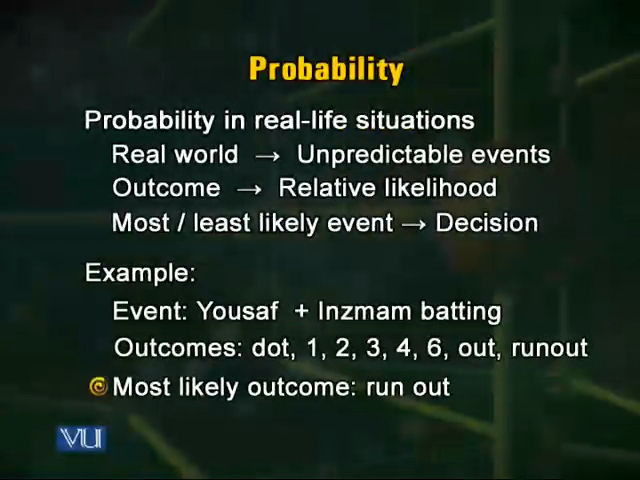 Probability
Probability in real-life situations
Real world → Unpredictable events
Outcome → Relative likelihood
Most / least likely event → Decision
Example:
Event: Yousaf + Inzmam batting
Outcomes: dot, 1, 2, 3, 4, 6, out, runout
Most likely outcome: run out
VU